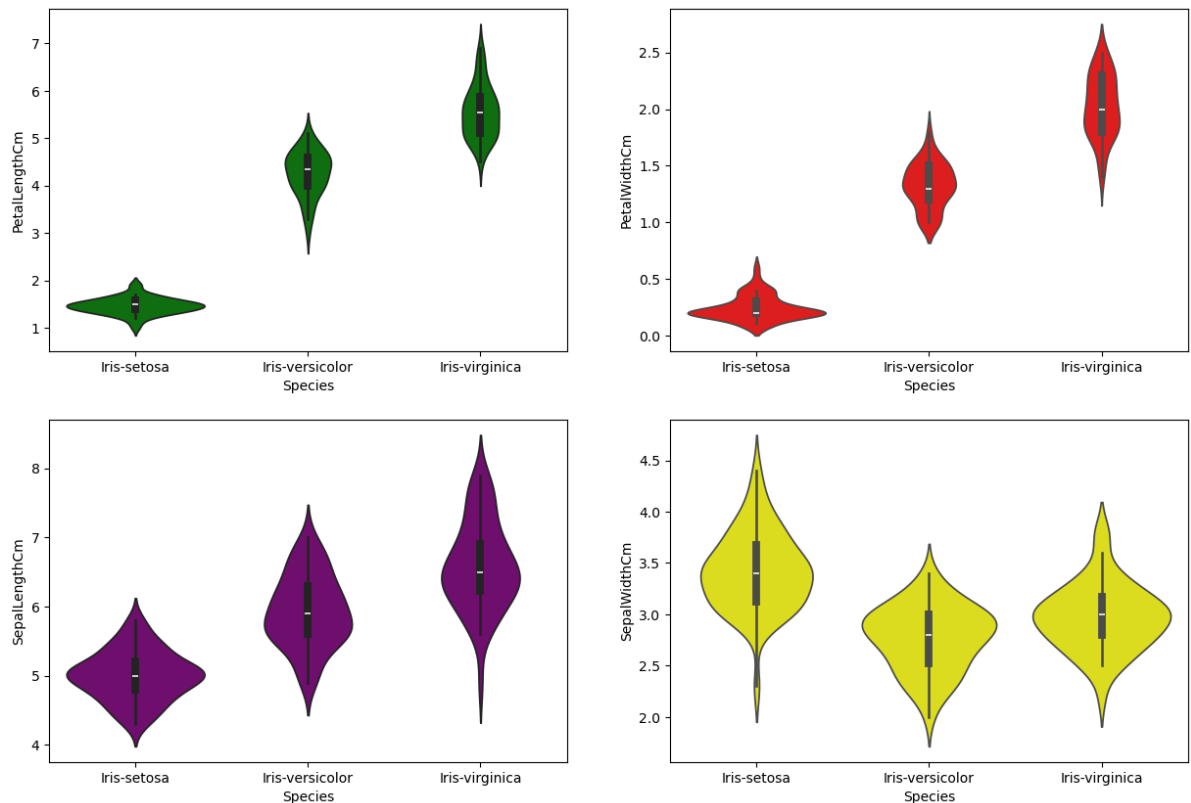 PetalLengthCm
7
6
5
4
3
2
1
Iris-setosa Iris-versicolor Iris-virginica
Species
PetalWidthCm
2.5
2.0
1.5
1.0
0.5
0.0
Iris-setosa Iris-versicolor Iris-virginica
Species
SepalLengthCm
8
7
6
5
4
Iris-setosa Iris-versicolor Iris-virginica
Species
SepalWidthCm
4.5
4.0
3.5
3.0
2.5
2.0
Iris-setosa Iris-versicolor Iris-virginica
Species